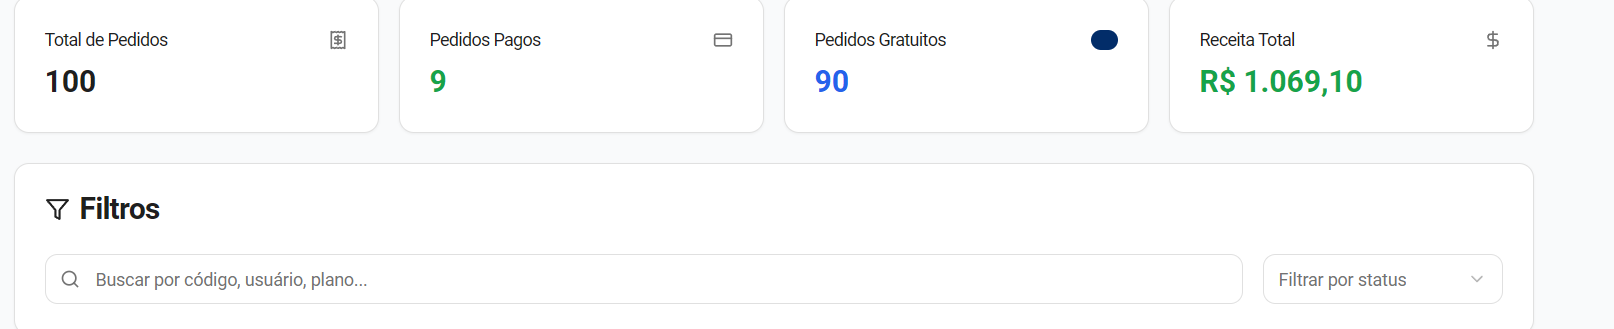 Total de Pedidos
100
Pedidos Pagos
9
Pedidos Gratuitos
90
Receita Total
R$ 1.069,10
Filtros
Buscar por código, usuário, plano...
Filtrar por status